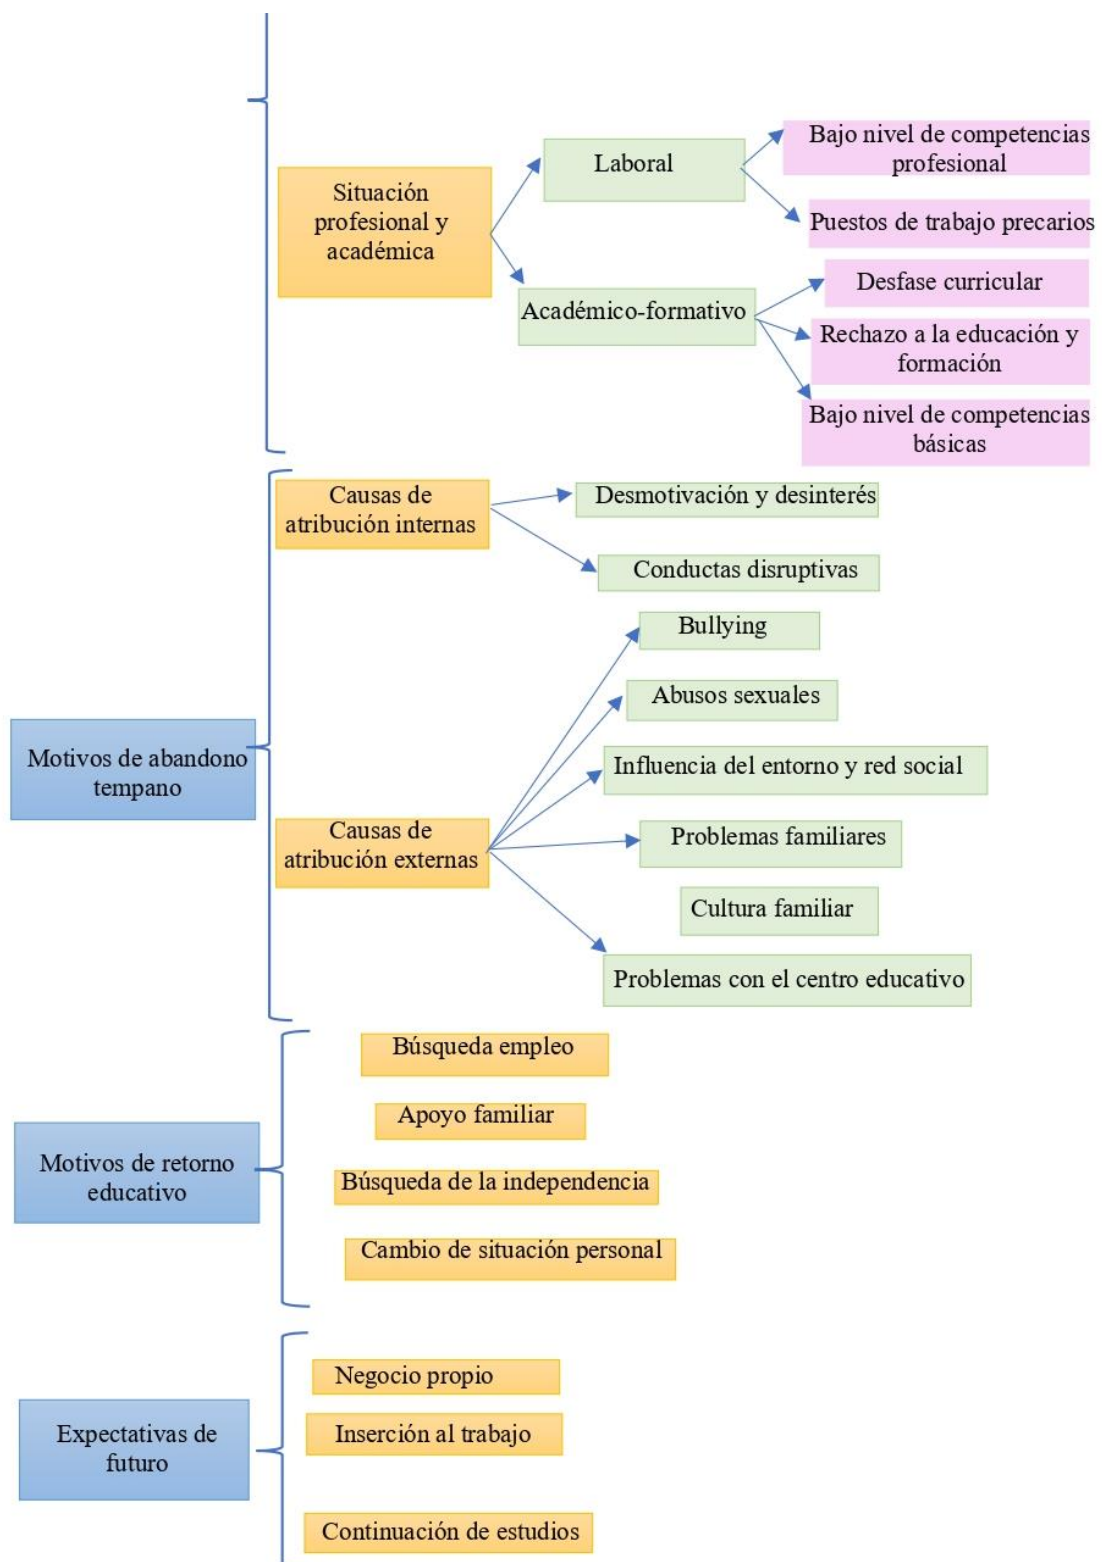 Situación
profesional y
académica
Laboral
Bajo nivel de competencias
profesional
Puestos de trabajo precarios
Académico-formativo
Desfase curricular
Rechazo a la educación y
formación
Bajo nivel de competencias
básicas
Motivos de abandono
tempano
Causas de
atribución internas
Desmotivación y desinterés
Conductas disruptivas
Causas de
atribución externas
Bullying
Abusos sexuales
Influencia del entorno y red social
Problemas familiares
Cultura familiar
Problemas con el centro educativo
Motivos de retorno
educativo
Búsqueda empleo
Apoyo familiar
Búsqueda de la independencia
Cambio de situación personal
Expectativas de
futuro
Negocio propio
Inserción al trabajo
Continuación de estudios